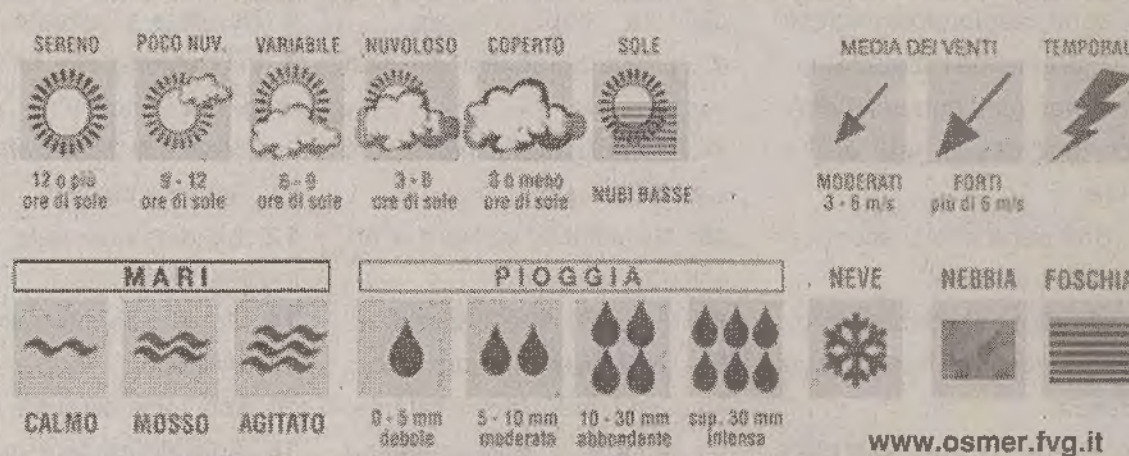 SERENO POCO NUV. VARIABILE NUVOLOSO COPERTO SOLE
12 o più ore di sole
9 - 12 ore di sole
6 - 9 ore di sole
3 - 6 ore di sole
3 o meno ore di sole
NUBI BASSE
MEDIA DEI VENTI
MODERATI
3 - 6 m/s
FORTI
più di 6 m/s
MARI
CALMO MOSSO AGITATO
PIOGGIA
0 - 5 mm
debole
5 - 10 mm
moderata
10 - 30 mm
abbondante
sup. 30 mm
intensa
NEVE NEBBIA FOSCHIA
www.osmer.fvg.it